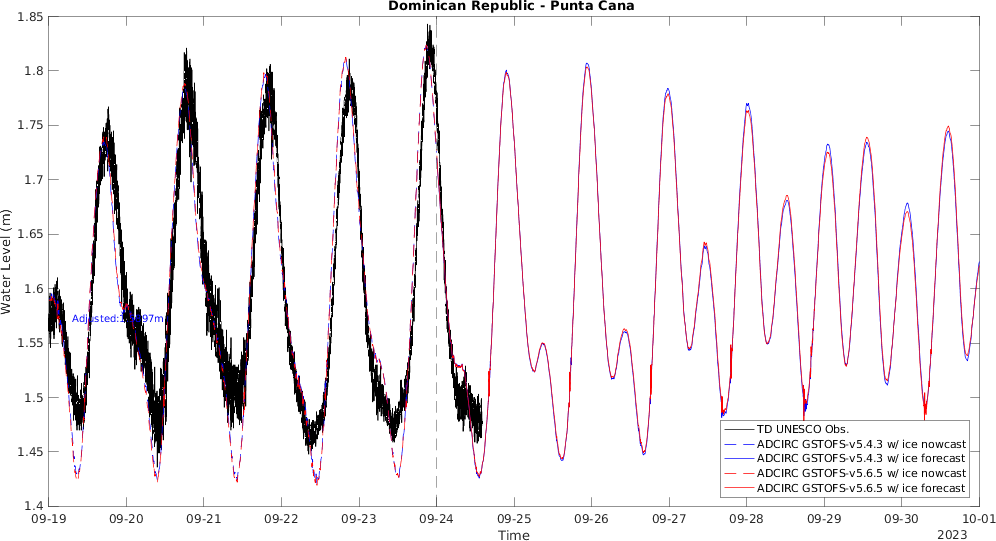 Dominican Republic - Punta Cana
1.85
1.8
1.75
1.7
1.65
1.6
1.55
1.5
1.45
1.4
Water Level (m)
TD UNESCO Obs.
ADCIRC GSTOFS-v5.4.3 w/ ice nowcast
ADCIRC GSTOFS-v5.4.3 w/ ice forecast
ADCIRC GSTOFS-v5.6.5 w/ ice nowcast
ADCIRC GSTOFS-v5.6.5 w/ ice forecast
09-19 09-20 09-21 09-22 09-23 09-24 09-25 09-26 09-27 09-28 09-29 09-30 10-01
Time
2023